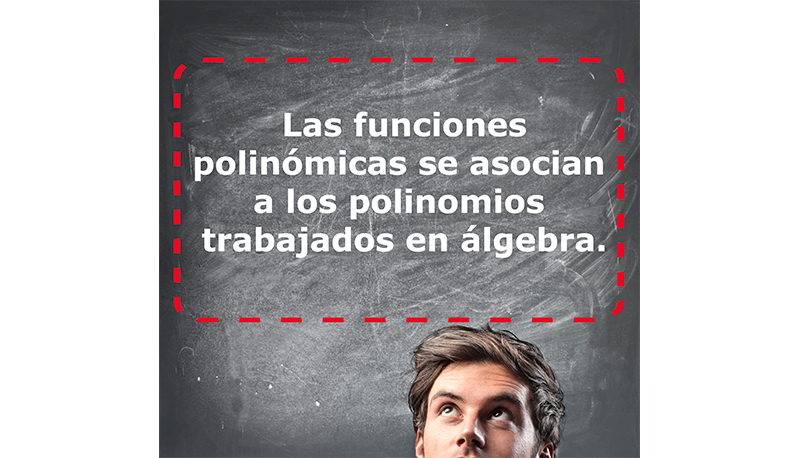 Las funciones
polinómicas se asocian
a los polinomios
trabajados en álgebra.